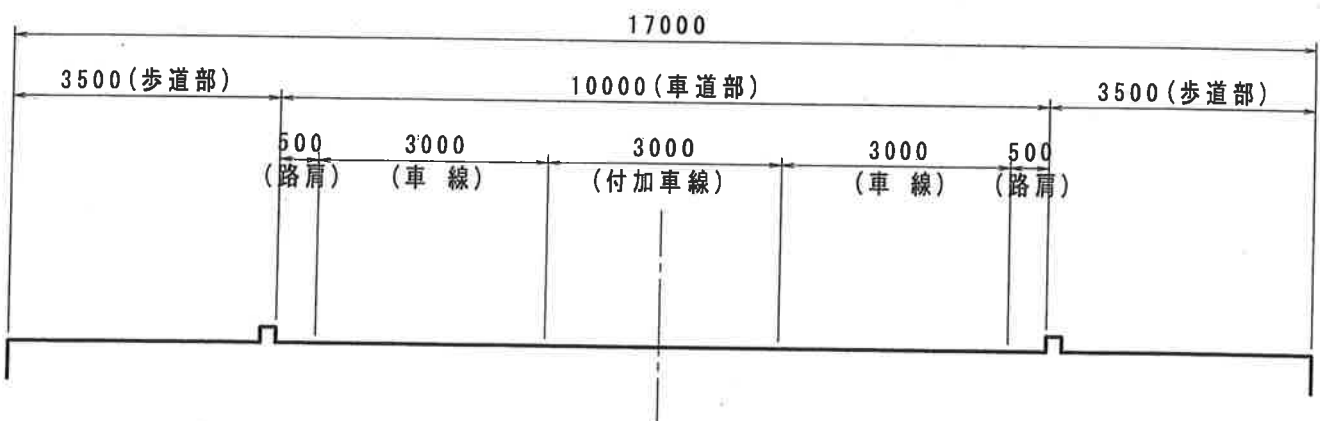 17000
3500(歩道部) 10000(車道部) 3500(歩道部)
500 3000 3000 3000 500
(路肩) (車 線) (付加車線) (車 線) (路肩)